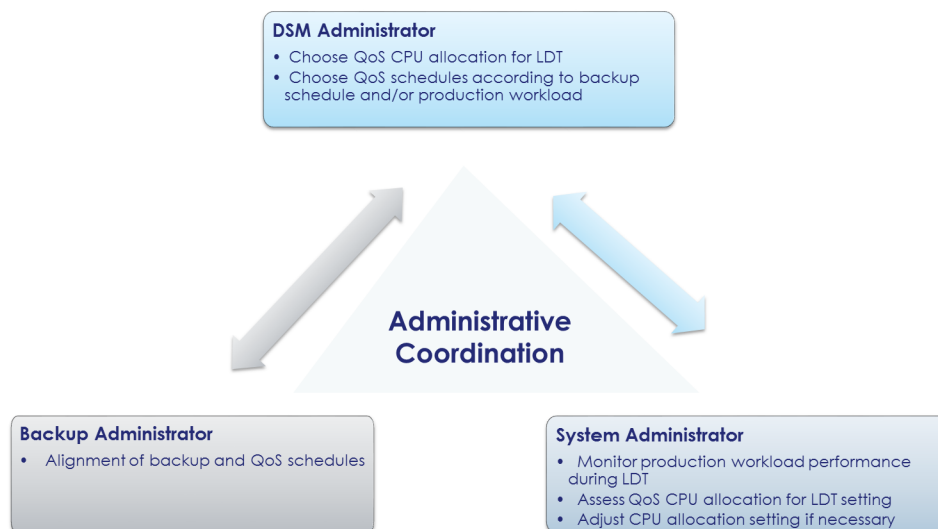 DSM Administrator
• Choose QoS CPU allocation for LDT
• Choose QoS schedules according to backup
schedule and/or production workload
Administrative
Coordination
Backup Administrator
• Alignment of backup and QoS schedules
System Administrator
• Monitor production workload performance
during LDT
• Assess QoS CPU allocation for LDT setting
• Adjust CPU allocation setting if necessary